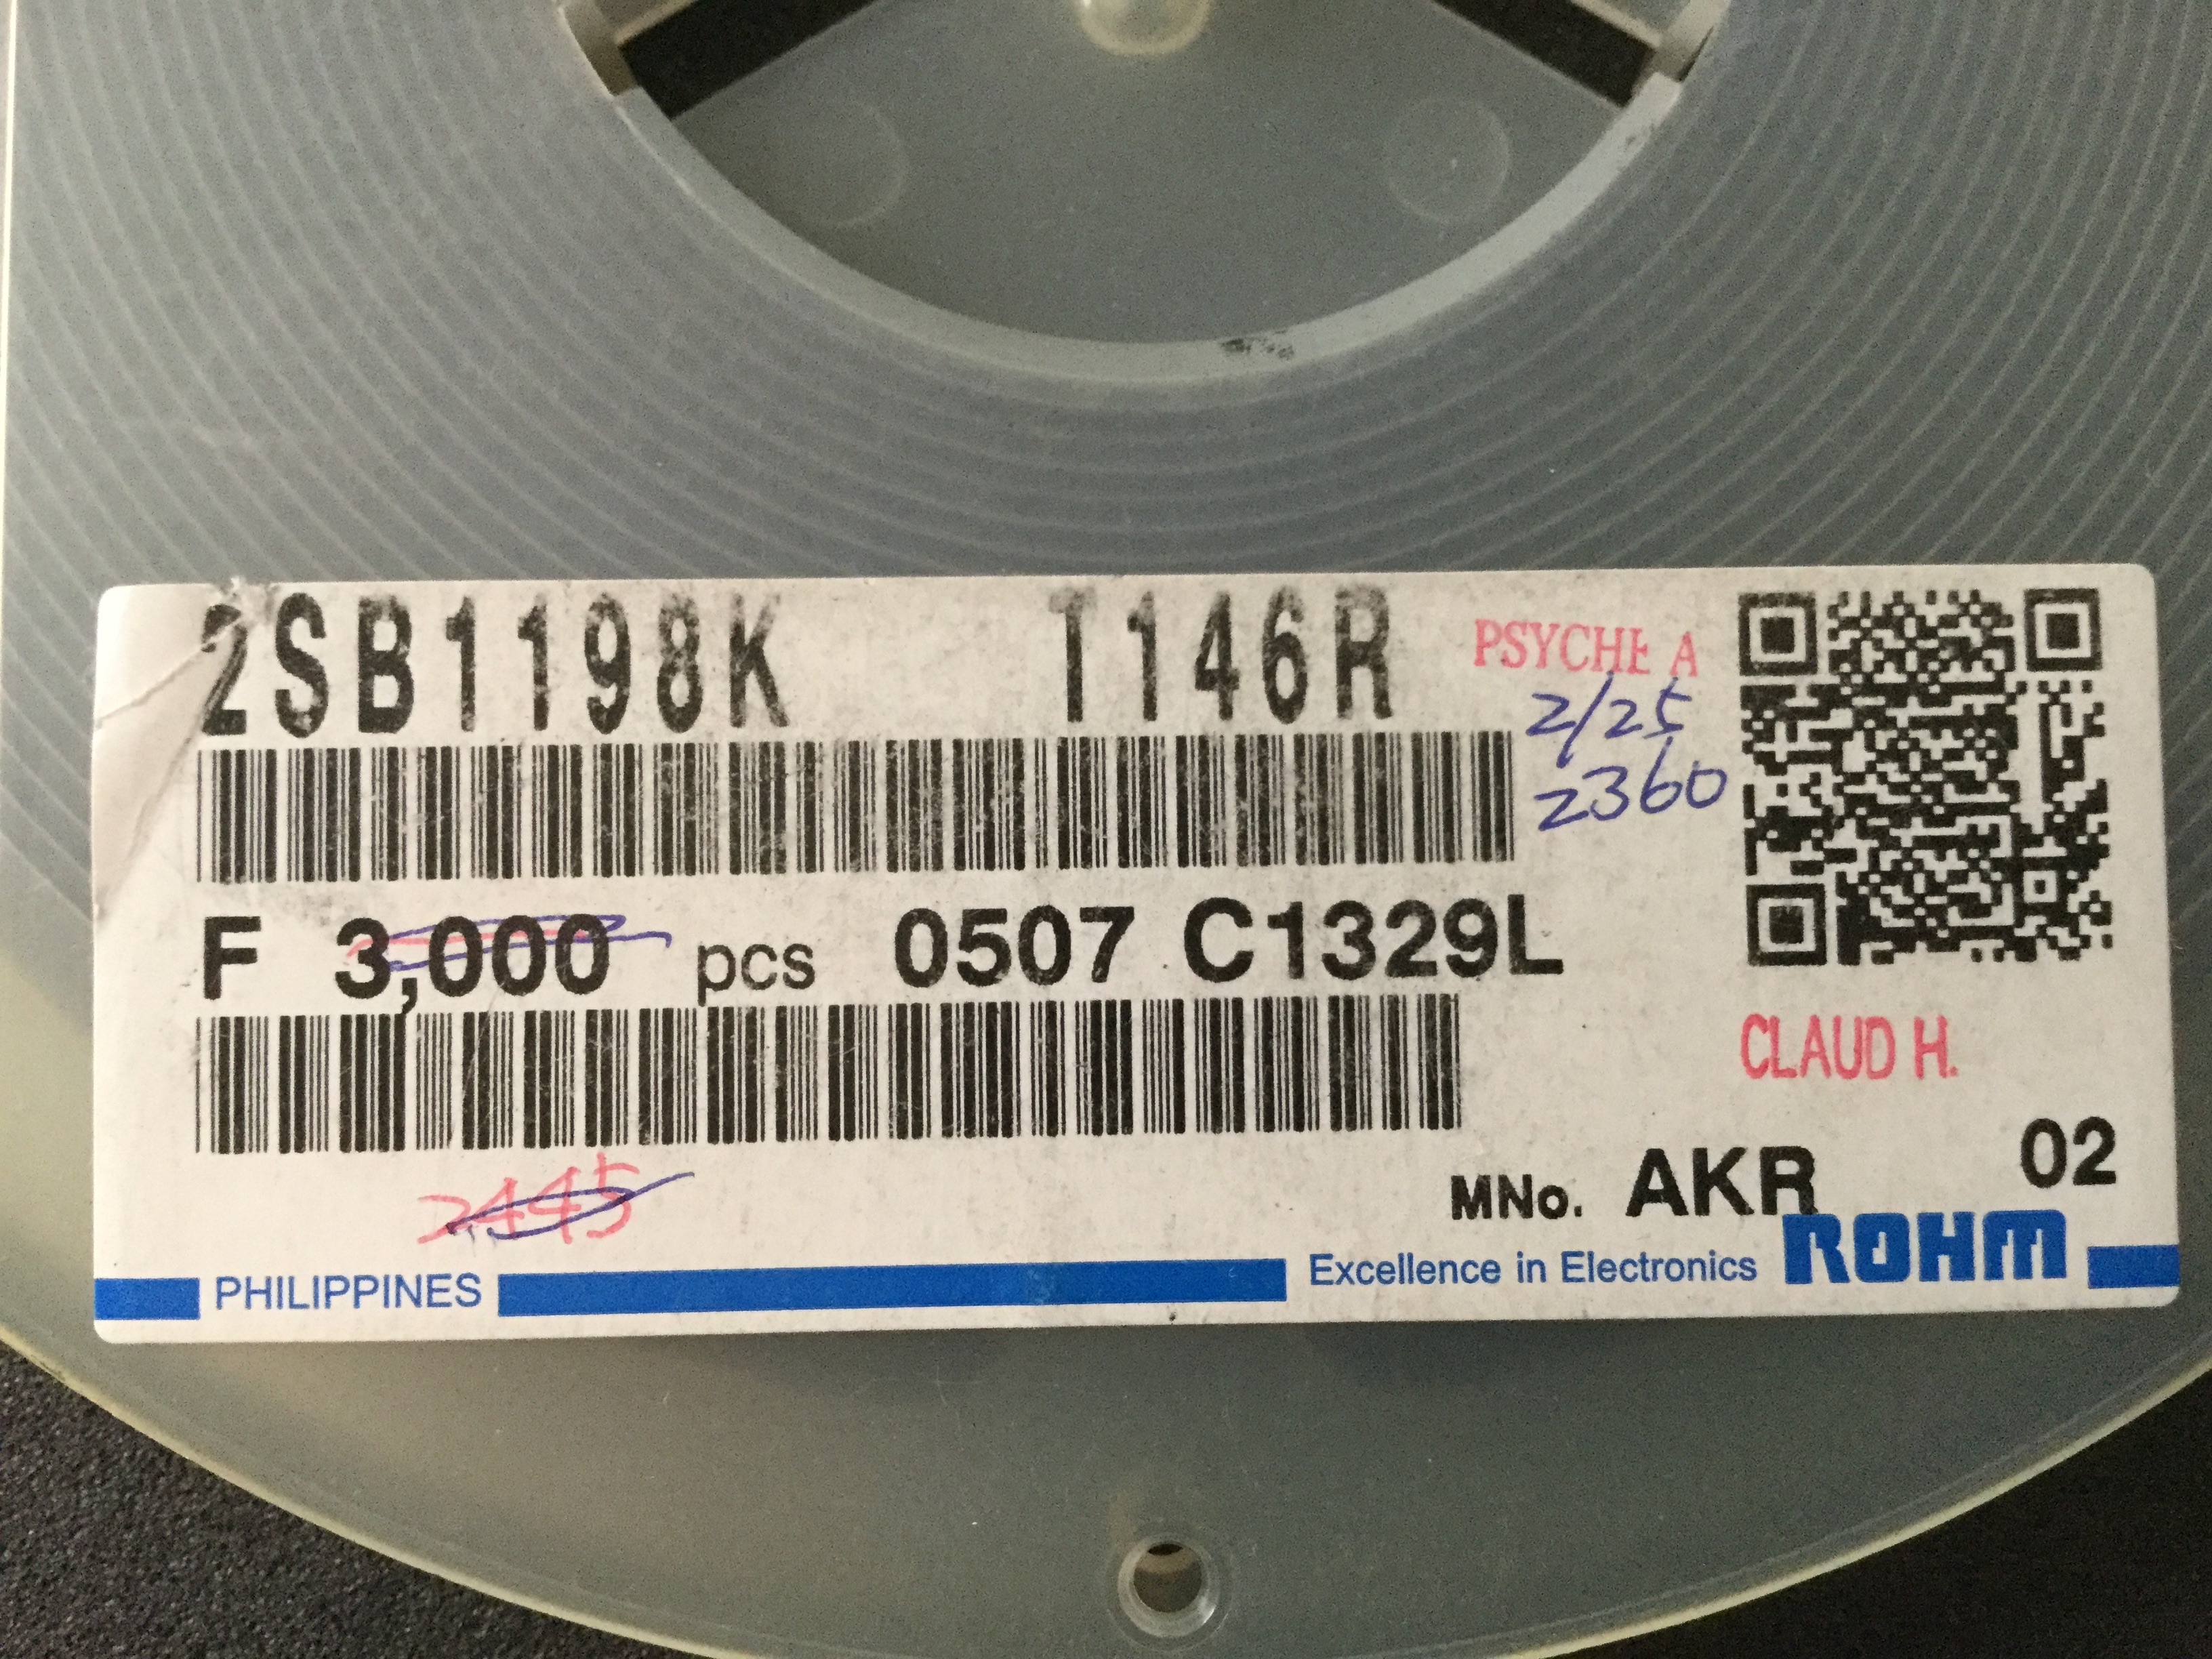 2SB1198K T146R
PSYCHE A
2/25
2360
F 3,000 pcs 0507 C1329L
CLAUD H.
2445
MNo. AKR 02
PHILIPPINES Excellence in Electronics ROHM